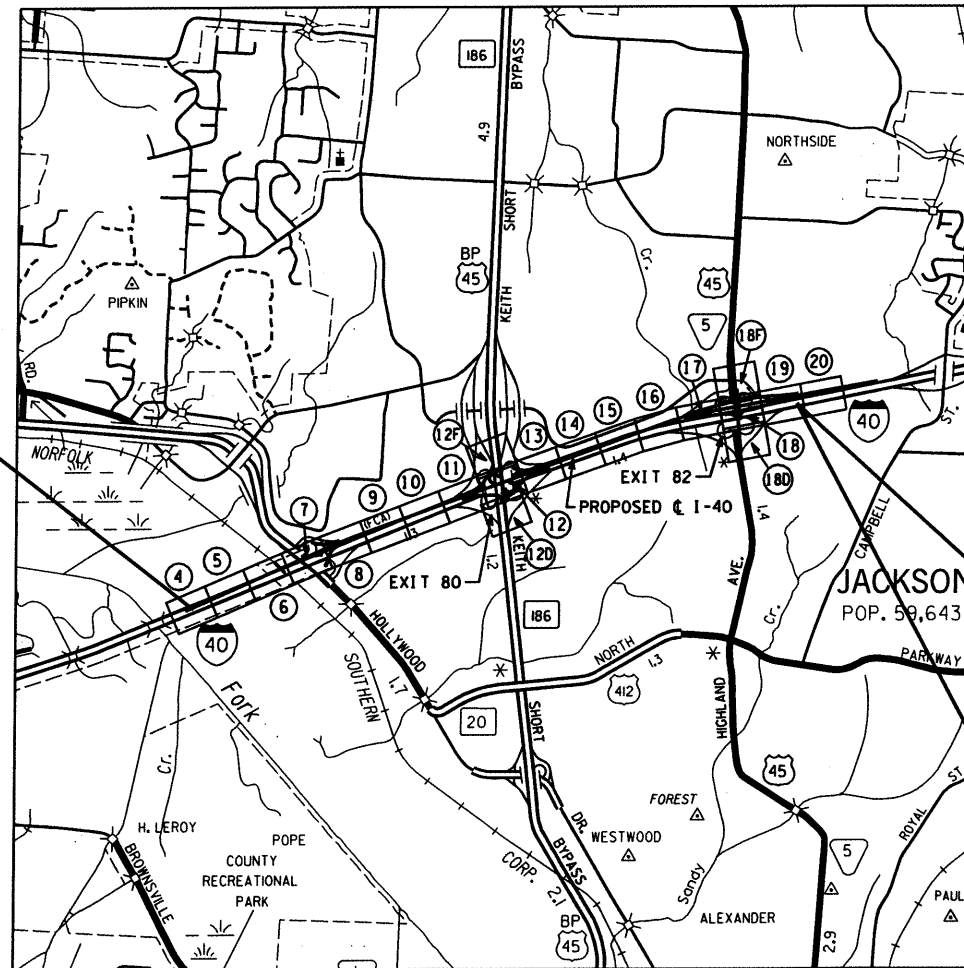 186
BYPASS
4.9
SHORT
KEITH
BP
45
NORTHSIDE
Cr.
45
5
18F
PIPKIN
RD.
NORFOLK
17
19
20
16
15
14
13
12F
11
10
9
(FCA)
1.3
7
8
5
4
6
40
40
1.4
EXIT 82
18
18D
PROPOSED ℄ I-40
12
12D
EXIT 80
1.2
KEITH
186
1.4
AVE.
CAMPBELL
ST.
JACKSON
POP. 59,643
Cr.
PARKWAY
NORTH
1.3
412
HOLLYWOOD
1.7
SOUTHERN
20
Fork
Cr.
SHORT
HIGHLAND
45
FOREST
WESTWOOD
DR.
BYPASS
CORP.
2.1
BP
45
Sandy
ALEXANDER
5
2.9
ROYAL
ST
PAUL
H. LEROY
POPE
COUNTY
RECREATIONAL
PARK
BROWNSVILLE